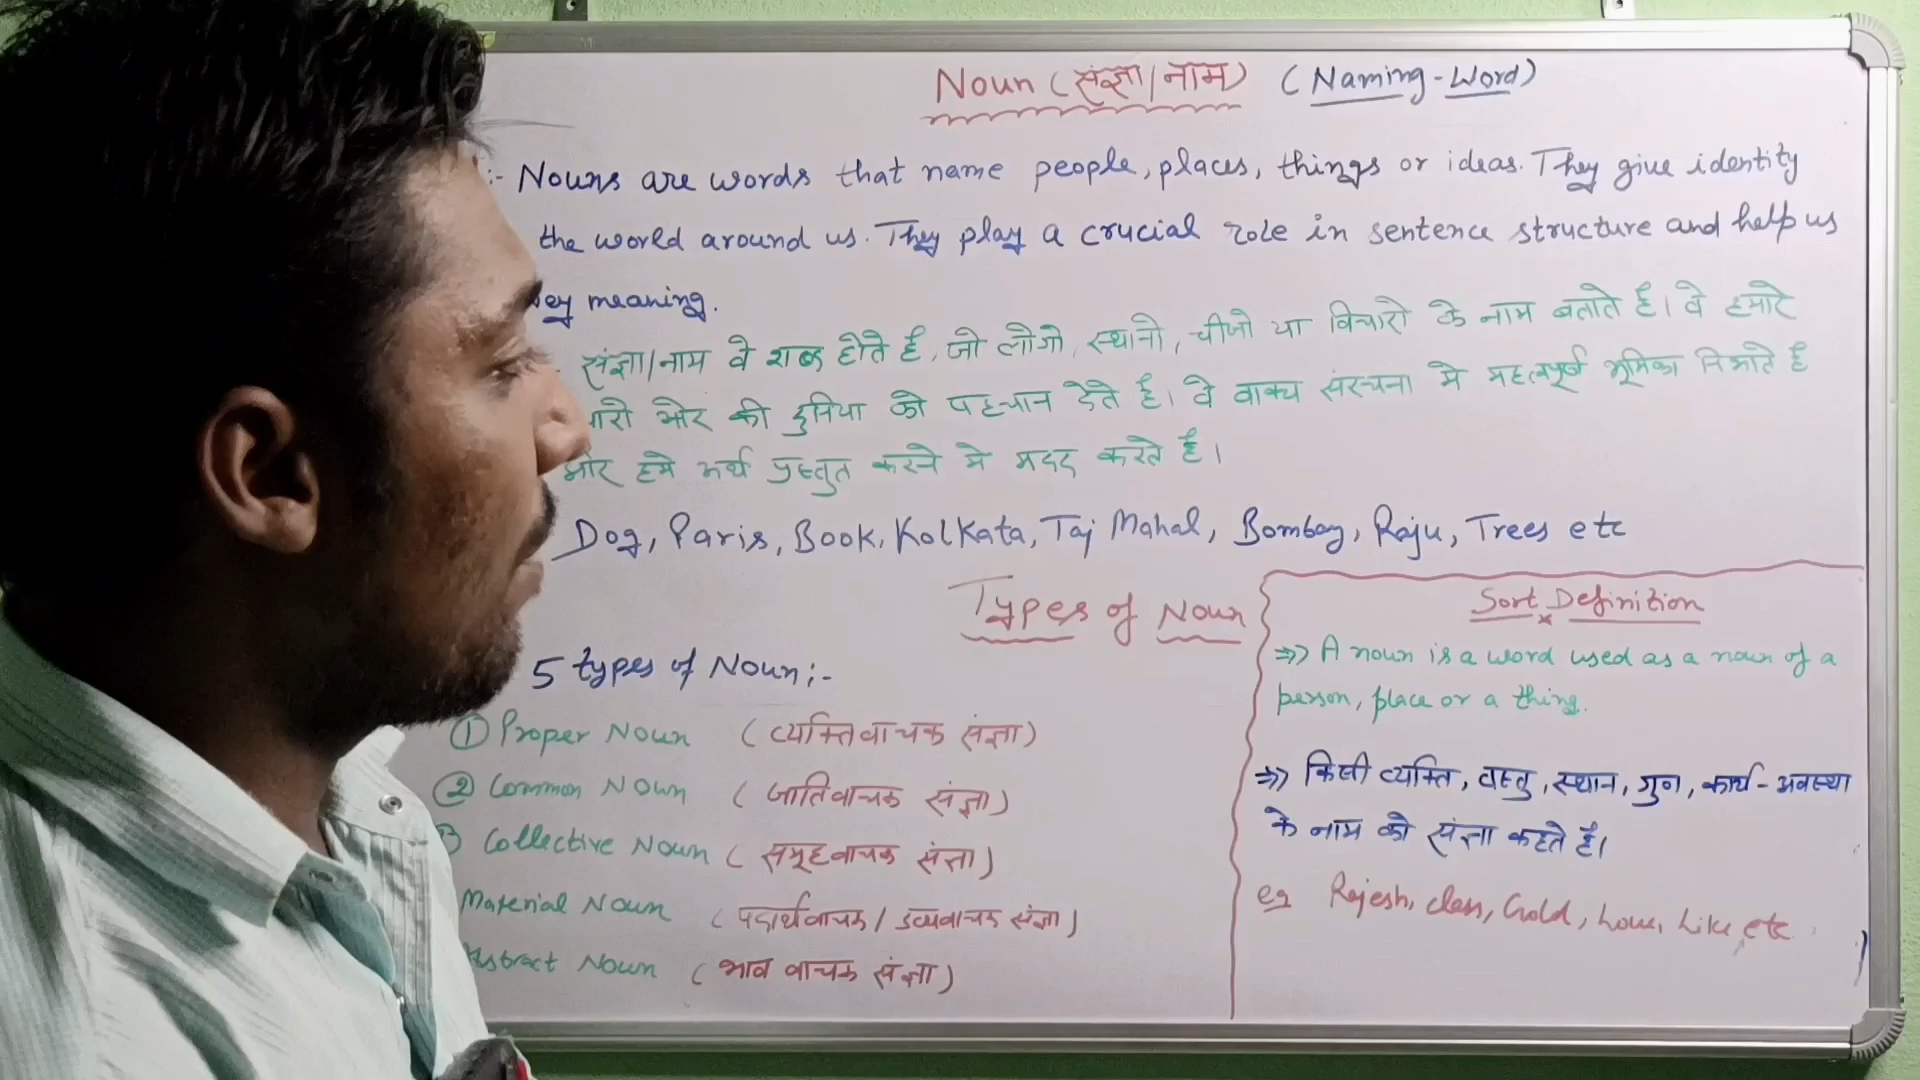 Noun (संज्ञा/नाम) (Naming-Word)
:- Nouns are words that name people, places, things or ideas. They give identity
the world around us. They play a crucial role in sentence structure and help us
ey meaning.
संज्ञा/नाम वे शब्द होते हैं, जो लोगो, स्थानो, चीजो या विचारो के नाम बताते हैं। वे हमारे
ारो ओर की दुनिया को पहचान देते हैं। वे वाक्य संरचना मे महत्वपूर्ण भूमिका निभाते हैं
और हमे अर्थ प्रस्तुत करने मे मदद करते हैं।
Dog, Paris, Book, Kolkata, Taj Mahal, Bombay, Raju, Trees etc
Types of Noun
5 types of Noun:-
① Proper Noun (व्यक्तिवाचक संज्ञा)
② Common Noun (जातिवाचक संज्ञा)
Collective Noun (समूहवाचक संज्ञा)
Material Noun (पदार्थवाचक/द्रव्यवाचक संज्ञा)
bstract Noun (भाव वाचक संज्ञा)
Sort Definition
⇒ A noun is a word used as a noun of a
person, place or a thing.
⇒ किसी व्यक्ति, वस्तु, स्थान, गुण, कार्य-अवस्था
के नाम को संज्ञा कहते हैं।
eg Rajesh, class, Gold, Love, Like etc